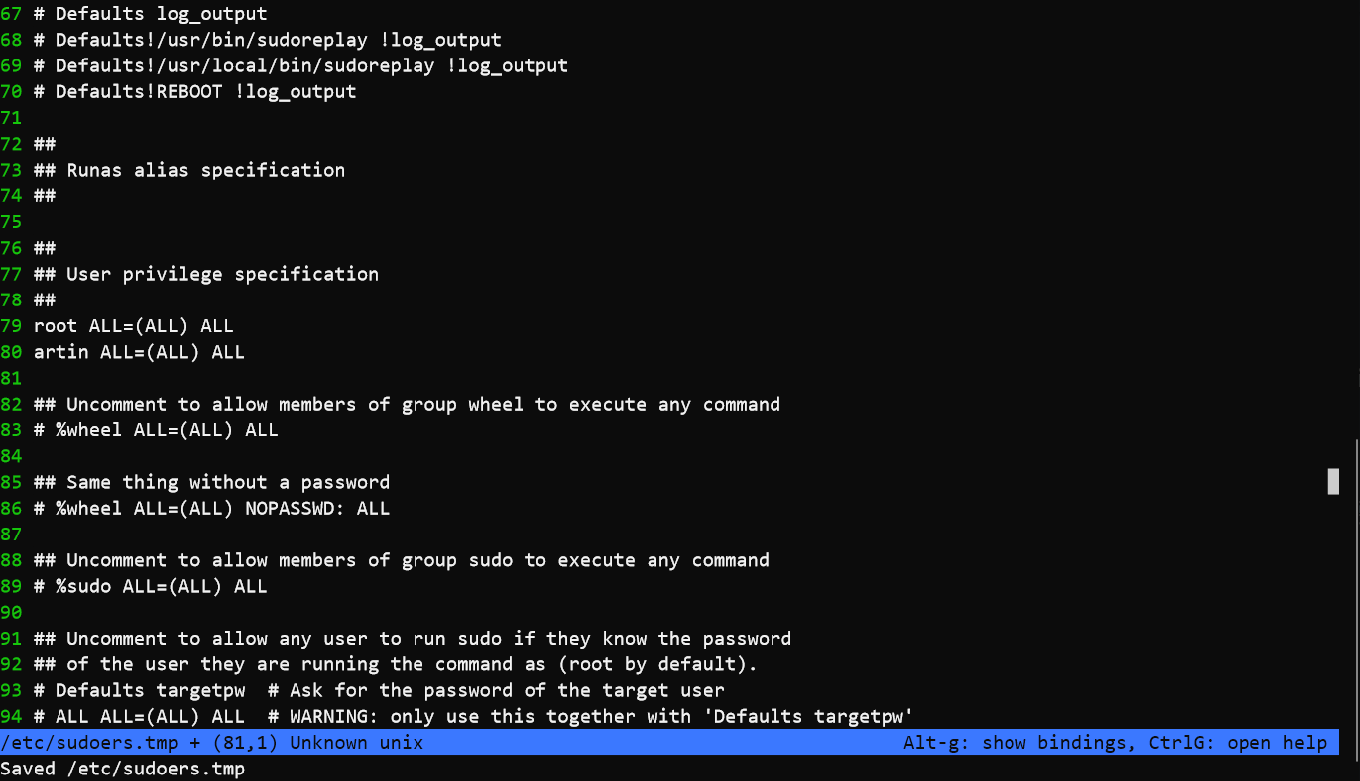 67 # Defaults log_output
68 # Defaults!/usr/bin/sudoreplay !log_output
69 # Defaults!/usr/local/bin/sudoreplay !log_output
70 # Defaults!REBOOT !log_output
71
72 ##
73 ## Runas alias specification
74 ##
75
76 ##
77 ## User privilege specification
78 ##
79 root ALL=(ALL) ALL
80 artin ALL=(ALL) ALL
81
82 ## Uncomment to allow members of group wheel to execute any command
83 # %wheel ALL=(ALL) ALL
84
85 ## Same thing without a password
86 # %wheel ALL=(ALL) NOPASSWD: ALL
87
88 ## Uncomment to allow members of group sudo to execute any command
89 # %sudo ALL=(ALL) ALL
90
91 ## Uncomment to allow any user to run sudo if they know the password
92 ## of the user they are running the command as (root by default).
93 # Defaults targetpw  # Ask for the password of the target user
94 # ALL ALL=(ALL) ALL  # WARNING: only use this together with 'Defaults targetpw'
/etc/sudoers.tmp + (81,1) Unknown unix Alt-g: show bindings, CtrlG: open help
Saved /etc/sudoers.tmp